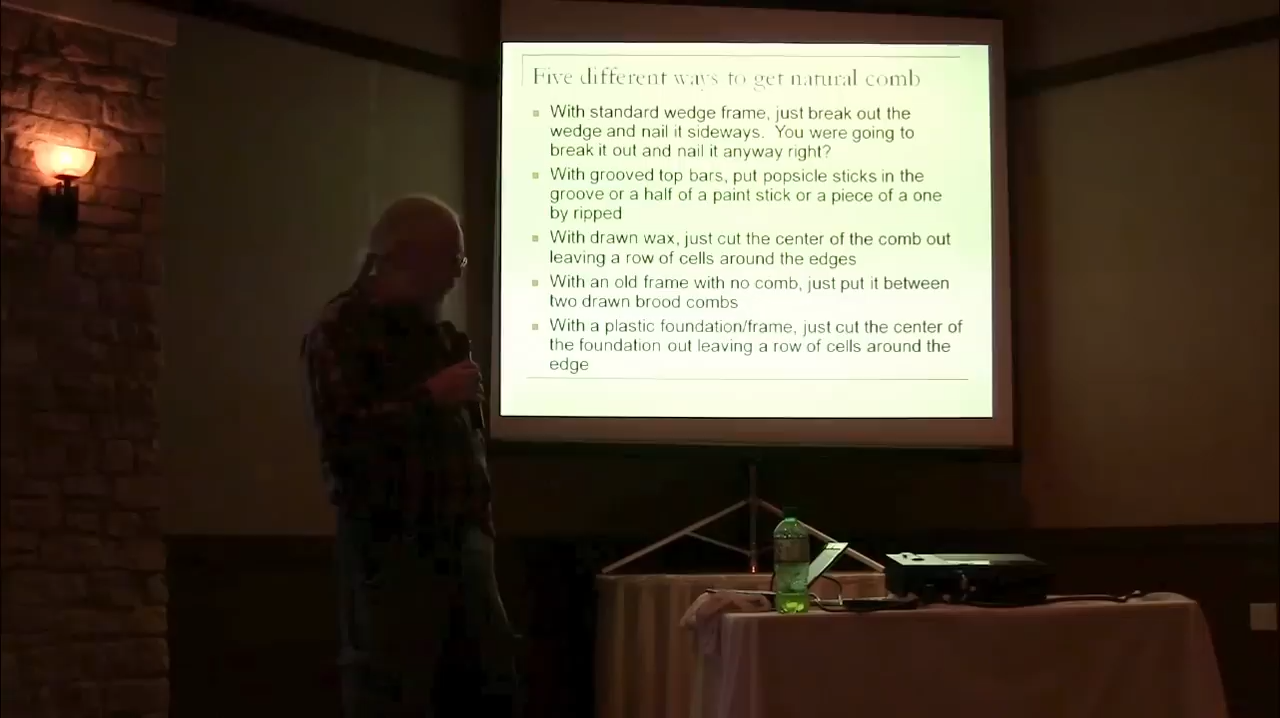 Five different ways to get natural comb
With standard wedge frame, just break out the
wedge and nail it sideways. You were going to
break it out and nail it anyway right?
With grooved top bars, put popsicle sticks in the
groove or a half of a paint stick or a piece of a one
by ripped
With drawn wax, just cut the center of the comb out
leaving a row of cells around the edges
With an old frame with no comb, just put it between
two drawn brood combs
With a plastic foundation/frame, just cut the center of
the foundation out leaving a row of cells around the
edge